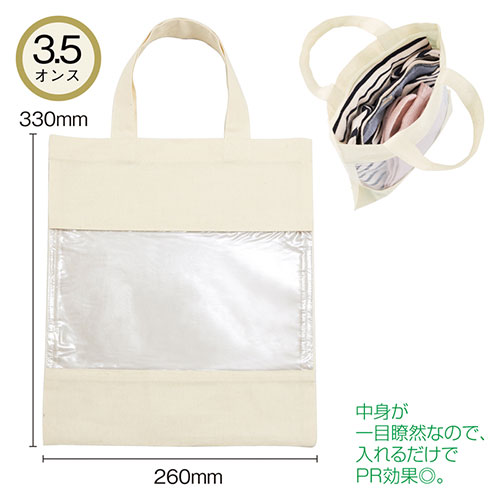 3.5
オンス
330mm
260mm
中身が
一目瞭然なので、
入れるだけで
PR効果◎。